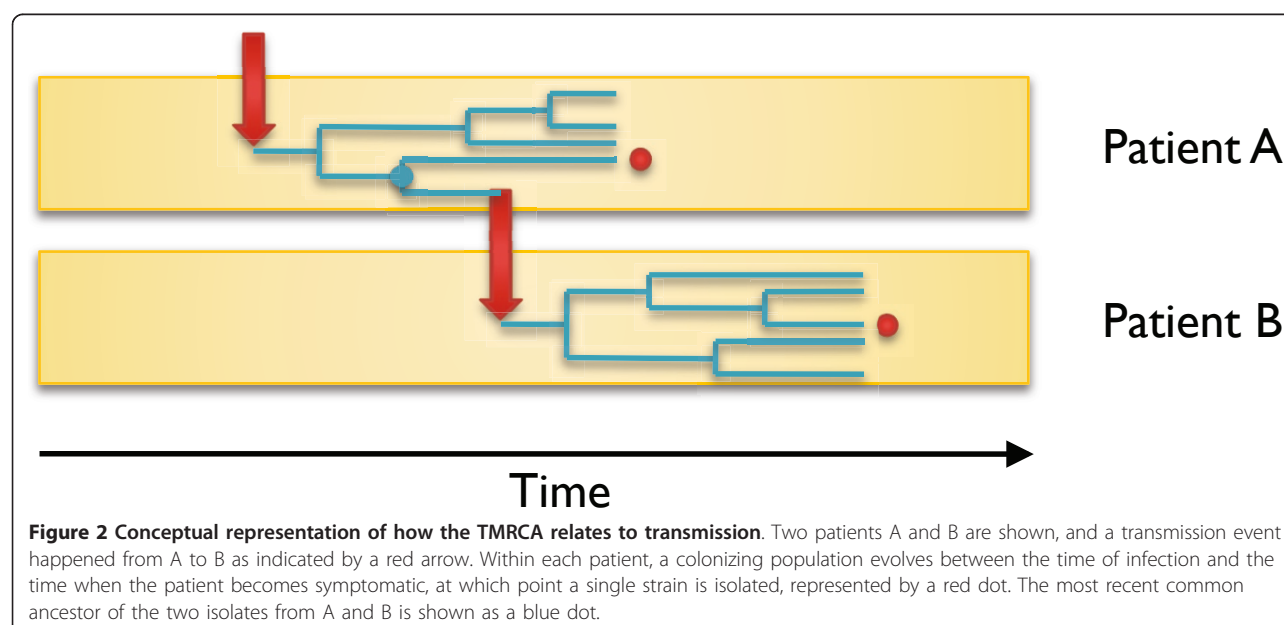 Patient A
Patient B
Time
Figure 2 Conceptual representation of how the TMRCA relates to transmission. Two patients A and B are shown, and a transmission event
happened from A to B as indicated by a red arrow. Within each patient, a colonizing population evolves between the time of infection and the
time when the patient becomes symptomatic, at which point a single strain is isolated, represented by a red dot. The most recent common
ancestor of the two isolates from A and B is shown as a blue dot.